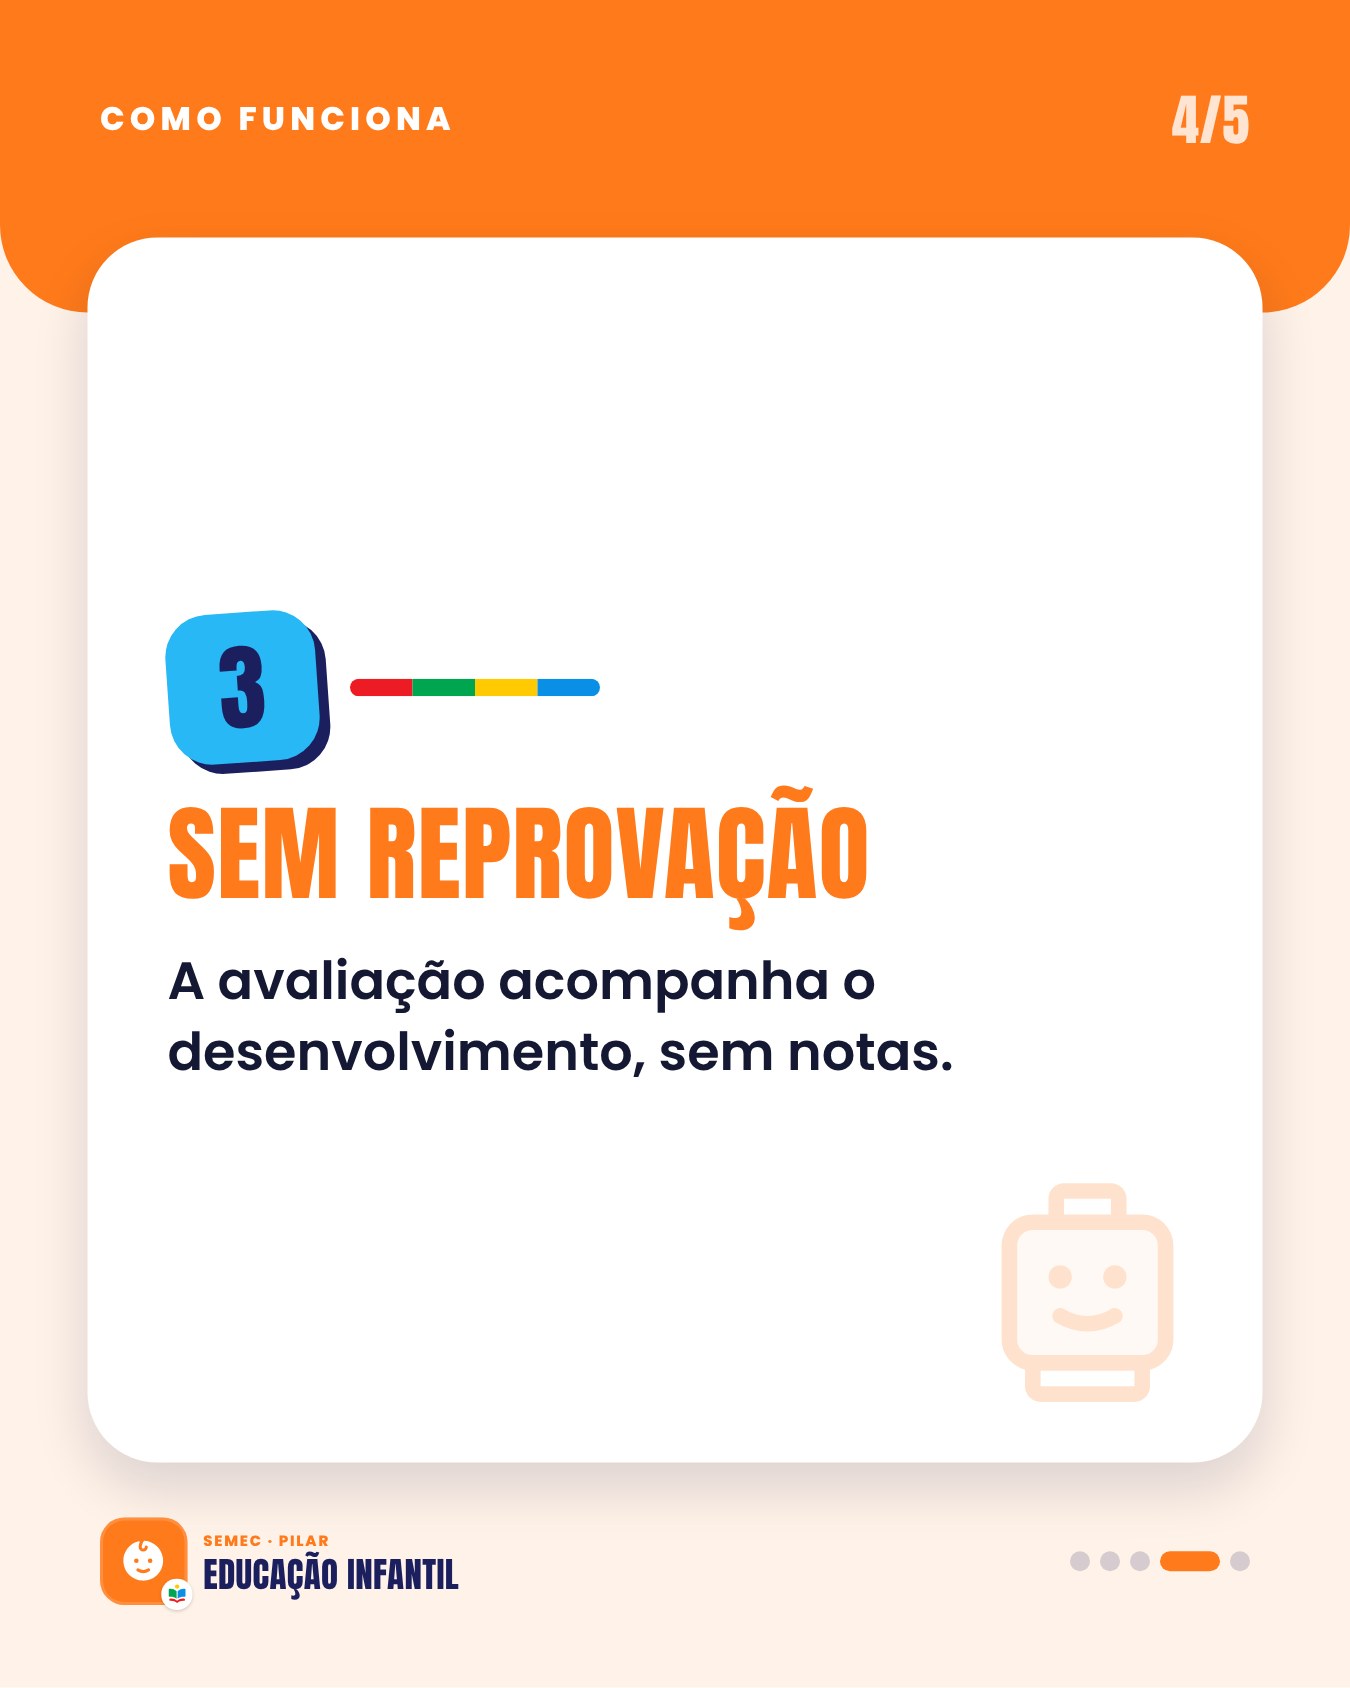 COMO FUNCIONA
4/5
3
SEM REPROVAÇÃO
A avaliação acompanha o
desenvolvimento, sem notas.
SEMEC · PILAR
EDUCAÇÃO INFANTIL